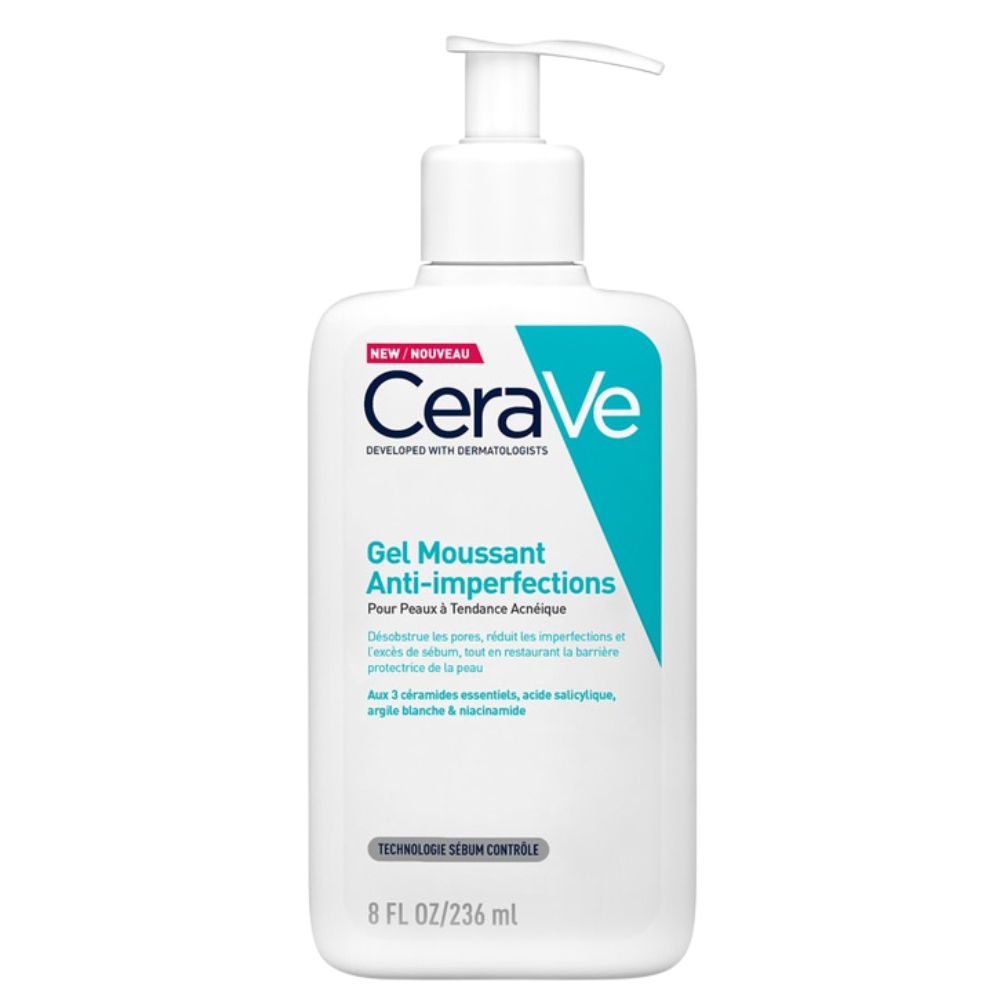 NEW / NOUVEAU
CeraVe
DEVELOPED WITH DERMATOLOGISTS
Gel Moussant
Anti-imperfections
Pour Peaux à Tendance Acnéique
Désobstrue les pores, réduit les imperfections et
l'excès de sébum, tout en restaurant la barrière
protectrice de la peau
Aux 3 céramides essentiels, acide salicylique,
argile blanche & niacinamide
TECHNOLOGIE SÉBUM CONTRÔLE
8 FL OZ/236 ml